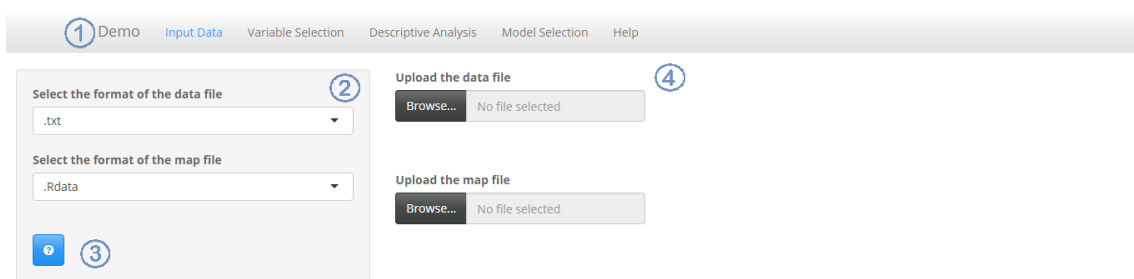 ① Demo Input Data Variable Selection Descriptive Analysis Model Selection Help
② Select the format of the data file
.txt
Select the format of the map file
.Rdata
? ③
Upload the data file ④
Browse... No file selected
Upload the map file
Browse... No file selected